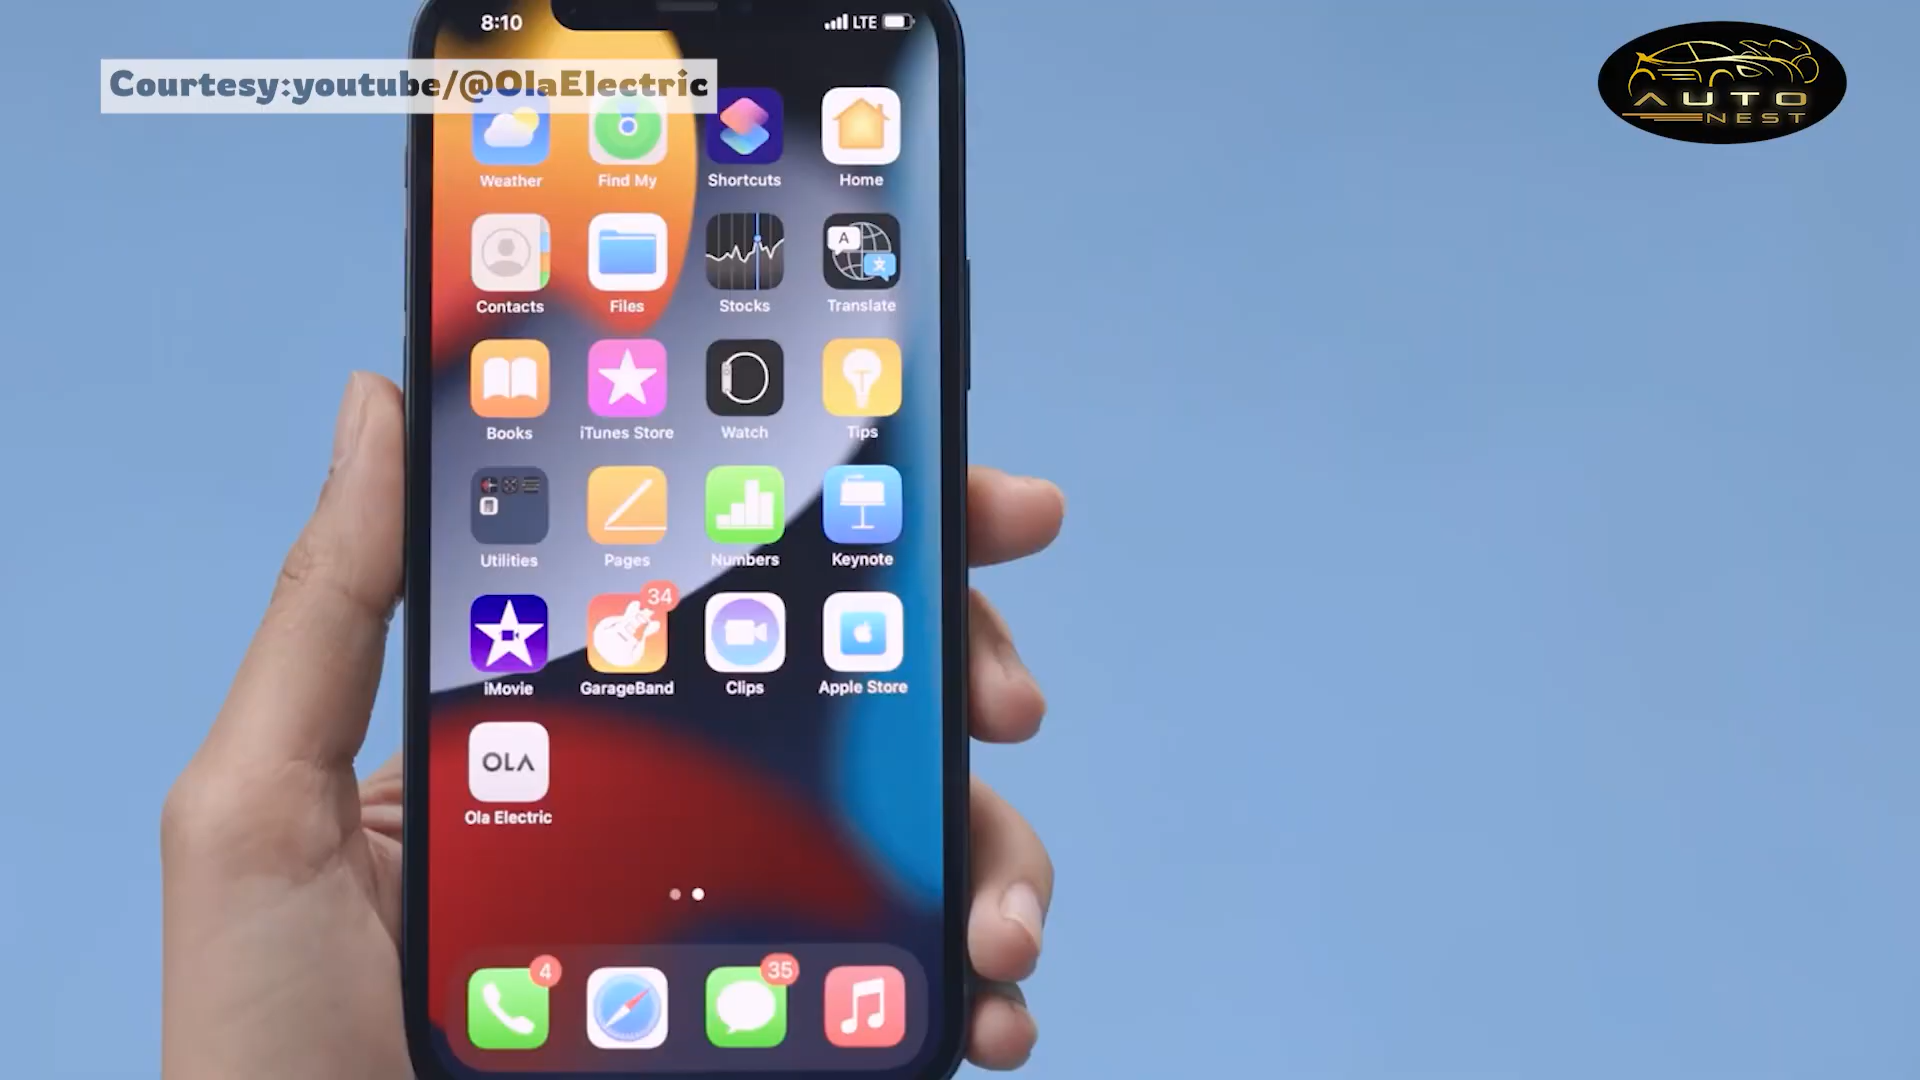 8:10
LTE
Courtesy:youtube/@OlaElectric
AUTO
NEST
Weather
Find My
Shortcuts
Home
A
文
Contacts
Files
Stocks
Translate
Books
iTunes Store
Watch
Tips
Utilities
Pages
Numbers
Keynote
34
iMovie
GarageBand
Clips
Apple Store
OLA
Ola Electric
4
35